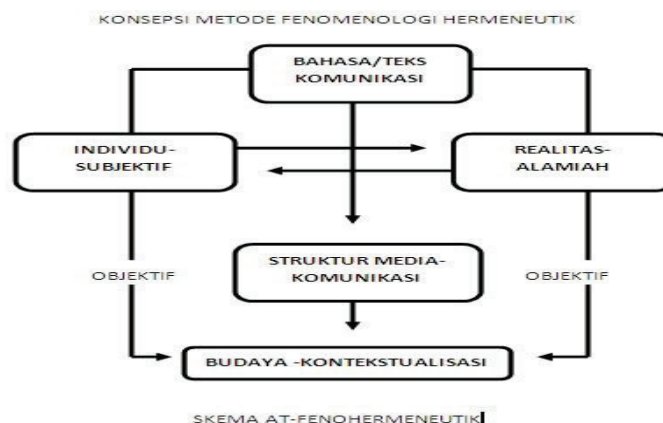 KONSEPSI METODE FENOMENOLOGI HERMENEUTIK
BAHASA/TEKS
KOMUNIKASI
INDIVIDU-
SUBJEKTIF
REALITAS-
ALAMIAH
STRUKTUR MEDIA-
KOMUNIKASI
OBJEKTIF
OBJEKTIF
BUDAYA -KONTEKSTUALISASI
SKEMA AT-FENOHERMENEUTIK